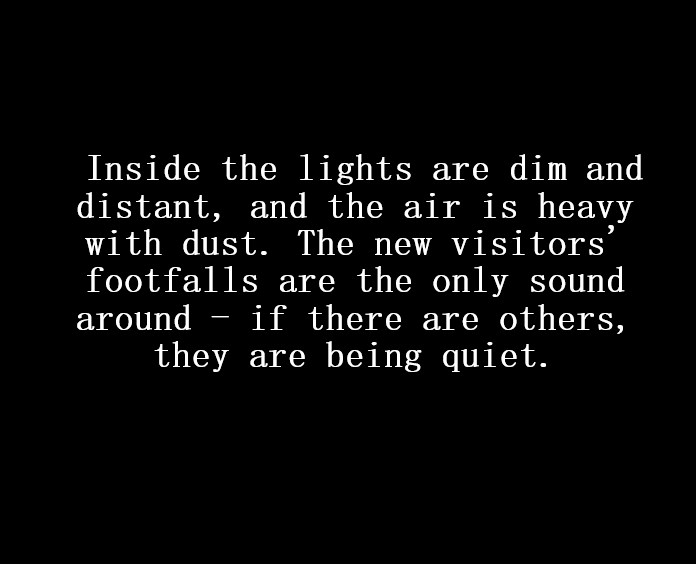 Inside the lights are dim and
distant, and the air is heavy
with dust. The new visitors’
footfalls are the only sound
around – if there are others,
they are being quiet.